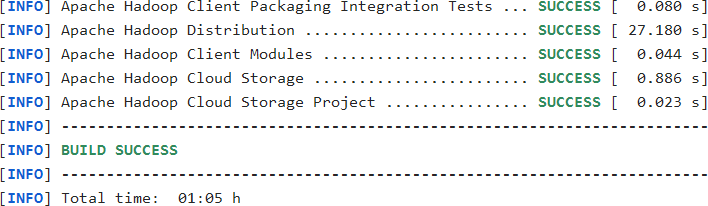 [INFO] Apache Hadoop Client Packaging Integration Tests ... SUCCESS [  0.080 s]
[INFO] Apache Hadoop Distribution ......................... SUCCESS [ 27.180 s]
[INFO] Apache Hadoop Client Modules ....................... SUCCESS [  0.044 s]
[INFO] Apache Hadoop Cloud Storage ........................ SUCCESS [  0.886 s]
[INFO] Apache Hadoop Cloud Storage Project ................ SUCCESS [  0.023 s]
[INFO] ------------------------------------------------------------------------
[INFO] BUILD SUCCESS
[INFO] ------------------------------------------------------------------------
[INFO] Total time:  01:05 h